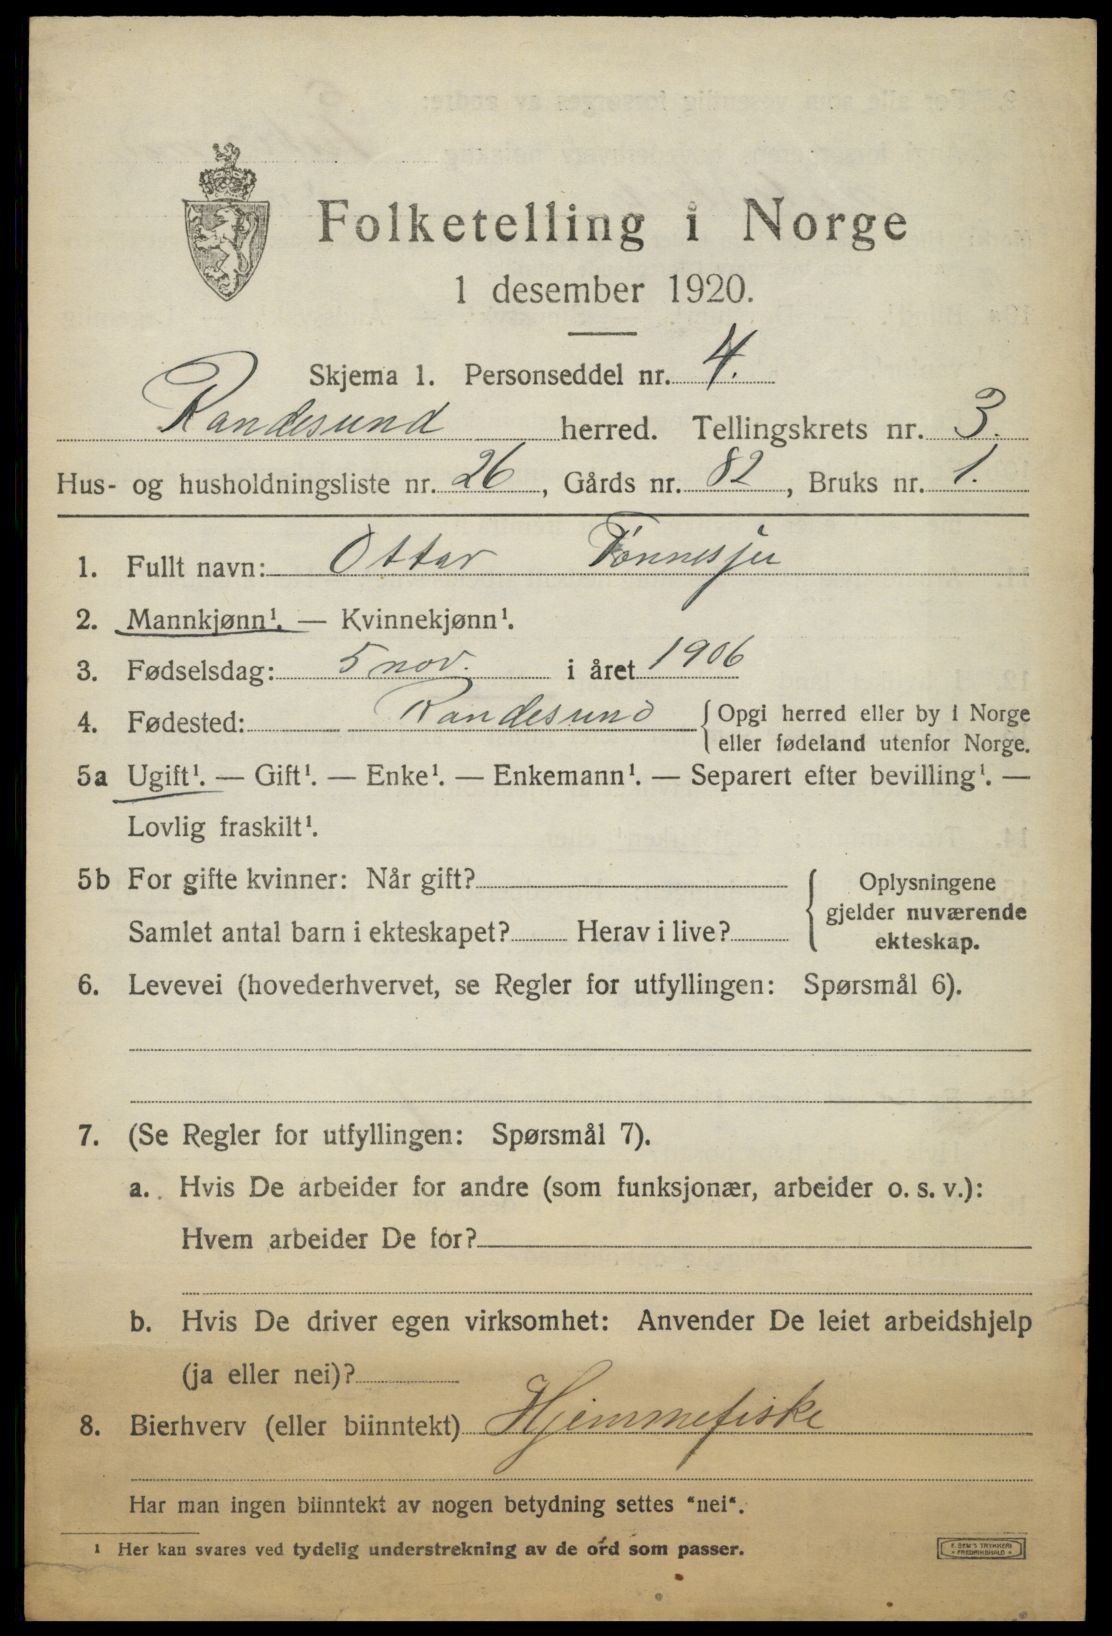 Folketelling i Norge
1 desember 1920.
Skjema 1. Personseddel nr. 4.
Randesund herred. Tellingskrets nr. 3.
Hus- og husholdningsliste nr. 26, Gårds nr. 82, Bruks nr. 1.
1. Fullt navn: Ottar Tønnesjer
2. Mannkjønn¹. — Kvinnekjønn¹.
3. Fødselsdag: 5 nov. i året 1906
4. Fødested: Randesund { Opgi herred eller by i Norge
eller fødeland utenfor Norge.
5a Ugift¹. — Gift¹. — Enke¹. — Enkemann¹. — Separert efter bevilling¹. —
Lovlig fraskilt¹.
5b For gifte kvinner: Når gift? { Oplysningene
gjelder nuværende
Samlet antal barn i ekteskapet? Herav i live?
ekteskap.
6. Levevei (hovederhvervet, se Regler for utfyllingen: Spørsmål 6).
7. (Se Regler for utfyllingen: Spørsmål 7).
a. Hvis De arbeider for andre (som funksjonær, arbeider o. s. v.):
Hvem arbeider De for?
b. Hvis De driver egen virksomhet: Anvender De leiet arbeidshjelp
(ja eller nei)?
8. Bierhverv (eller biinntekt) Hjemmefiske
Har man ingen biinntekt av nogen betydning settes "nei".
¹ Her kan svares ved tydelig understrekning av de ord som passer.
E. SEM'S TRYKKERI
FREDRIKSHALD